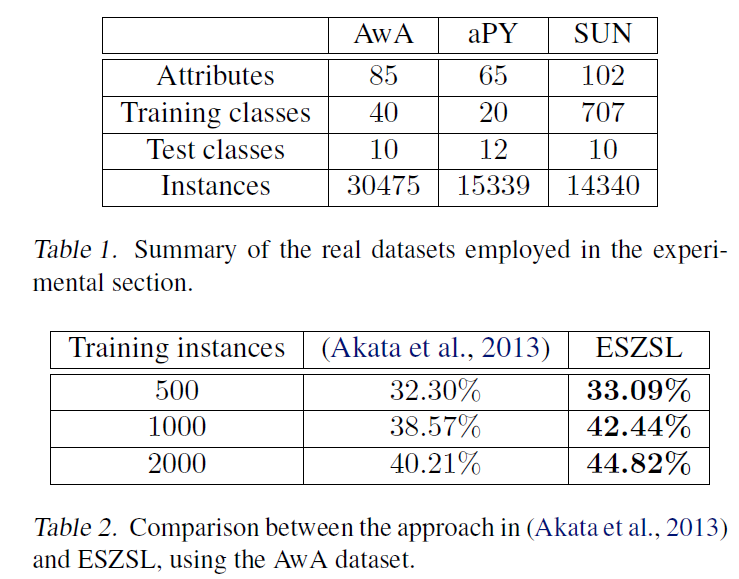 AwA aPY SUN
Attributes 85 65 102
Training classes 40 20 707
Test classes 10 12 10
Instances 30475 15339 14340
Table 1. Summary of the real datasets employed in the experi-
mental section.
Training instances (Akata et al., 2013) ESZSL
500 32.30% 33.09%
1000 38.57% 42.44%
2000 40.21% 44.82%
Table 2. Comparison between the approach in (Akata et al., 2013)
and ESZSL, using the AwA dataset.